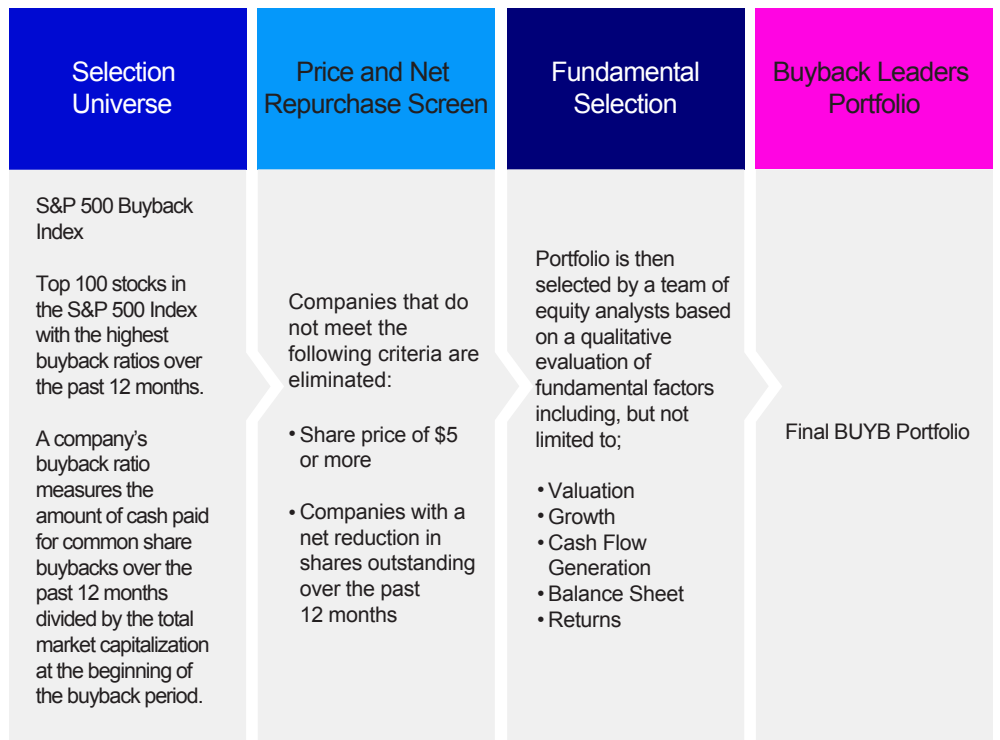 Selection
Universe
Price and Net
Repurchase Screen
Fundamental
Selection
Buyback Leaders
Portfolio
S&P 500 Buyback
Index
Top 100 stocks in
the S&P 500 Index
with the highest
buyback ratios over
the past 12 months.
A company's
buyback ratio
measures the
amount of cash paid
for common share
buybacks over the
past 12 months
divided by the total
market capitalization
at the beginning of
the buyback period.
Companies that do
not meet the
following criteria are
eliminated:
• Share price of $5
or more
• Companies with a
net reduction in
shares outstanding
over the past
12 months
Portfolio is then
selected by a team of
equity analysts based
on a qualitative
evaluation of
fundamental factors
including, but not
limited to;
• Valuation
• Growth
• Cash Flow
Generation
• Balance Sheet
• Returns
Final BUYB Portfolio